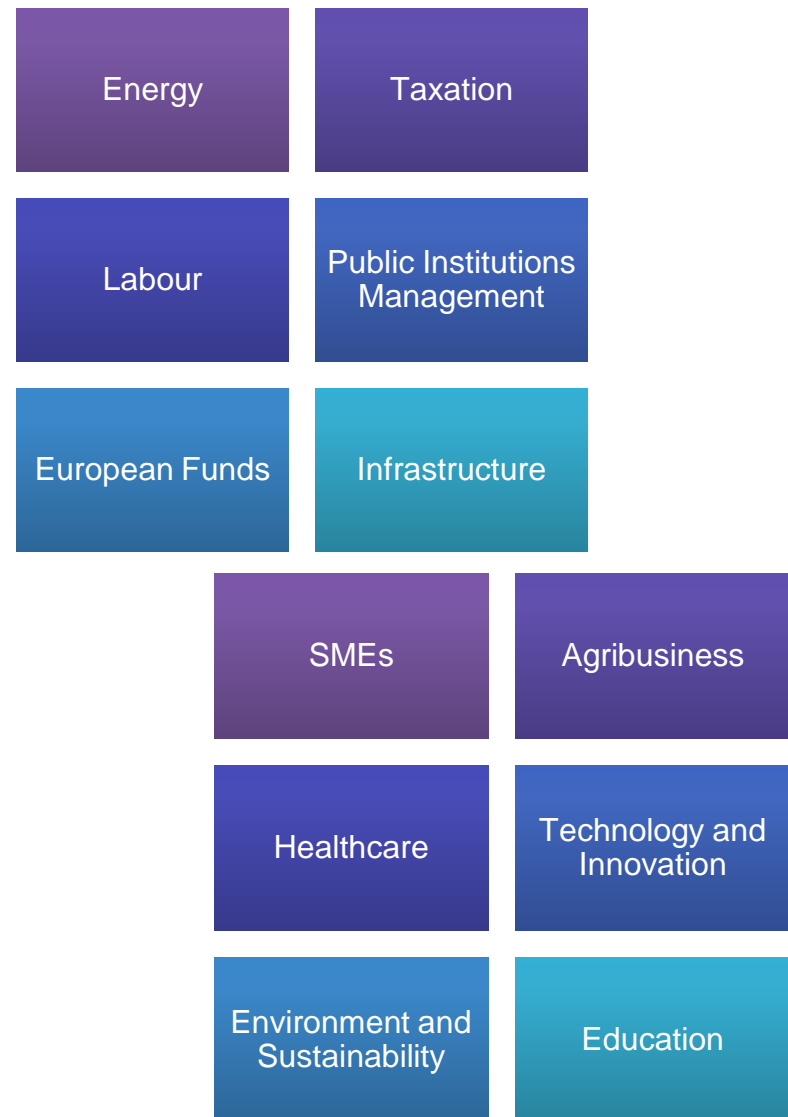 Energy
Taxation
Labour
Public Institutions
Management
European Funds
Infrastructure
SMEs
Agribusiness
Healthcare
Technology and
Innovation
Environment and
Sustainability
Education